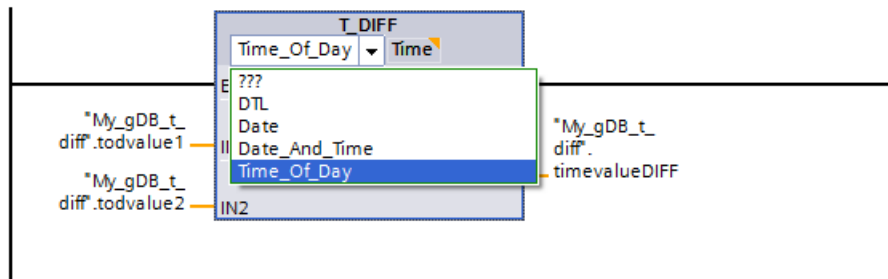 T_DIFF
Time_Of_Day Time
E
???
DTL
Date
Date_And_Time
Time_Of_Day
"My_gDB_t_
diff".todvalue1
"My_gDB_t_
diff".
timevalueDIFF
"My_gDB_t_
diff".todvalue2
IN2